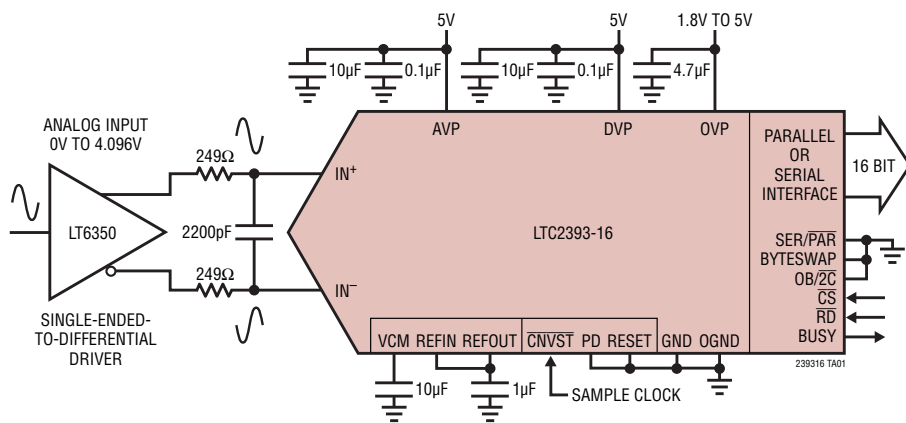 5V
5V
1.8V TO 5V
10µF
0.1µF
10µF
0.1µF
4.7µF
ANALOG INPUT
0V TO 4.096V
AVP
DVP
OVP
PARALLEL
OR
SERIAL
INTERFACE
16 BIT
249Ω
IN+
LT6350
2200pF
LTC2393-16
SER/PAR
BYTESWAP
OB/2C
CS
RD
BUSY
249Ω
IN–
SINGLE-ENDED-
TO-DIFFERENTIAL
DRIVER
VCM REFIN REFOUT CNVST PD RESET GND OGND
239316 TA01
10µF
1µF
SAMPLE CLOCK